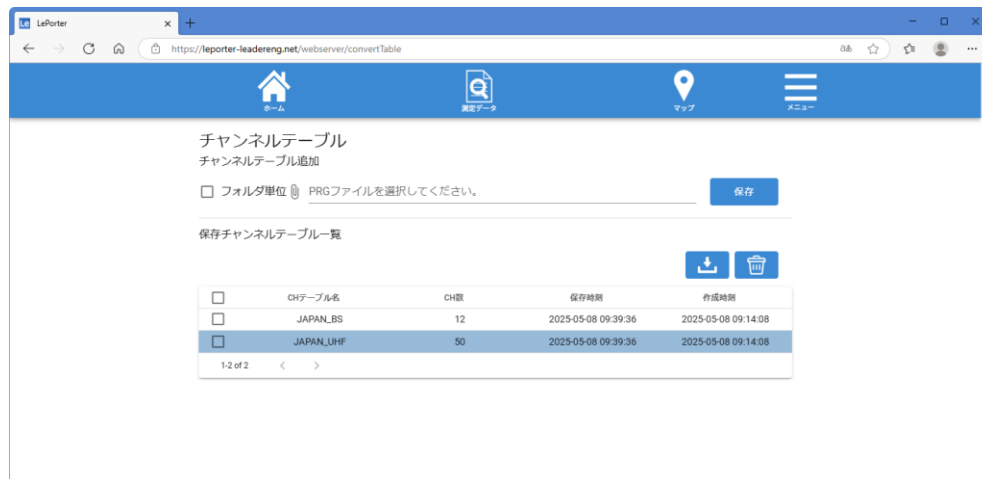 Le LePorter
https://leporter-leadereng.net/webserver/convertTable
ホーム 測定データ マップ メニュー
チャンネルテーブル
チャンネルテーブル追加
フォルダ単位 PRGファイルを選択してください。 保存
保存チャンネルテーブル一覧
CHテーブル名 CH数 保存時刻 作成時刻
JAPAN_BS 12 2025-05-08 09:39:36 2025-05-08 09:14:08
JAPAN_UHF 50 2025-05-08 09:39:36 2025-05-08 09:14:08
1-2 of 2